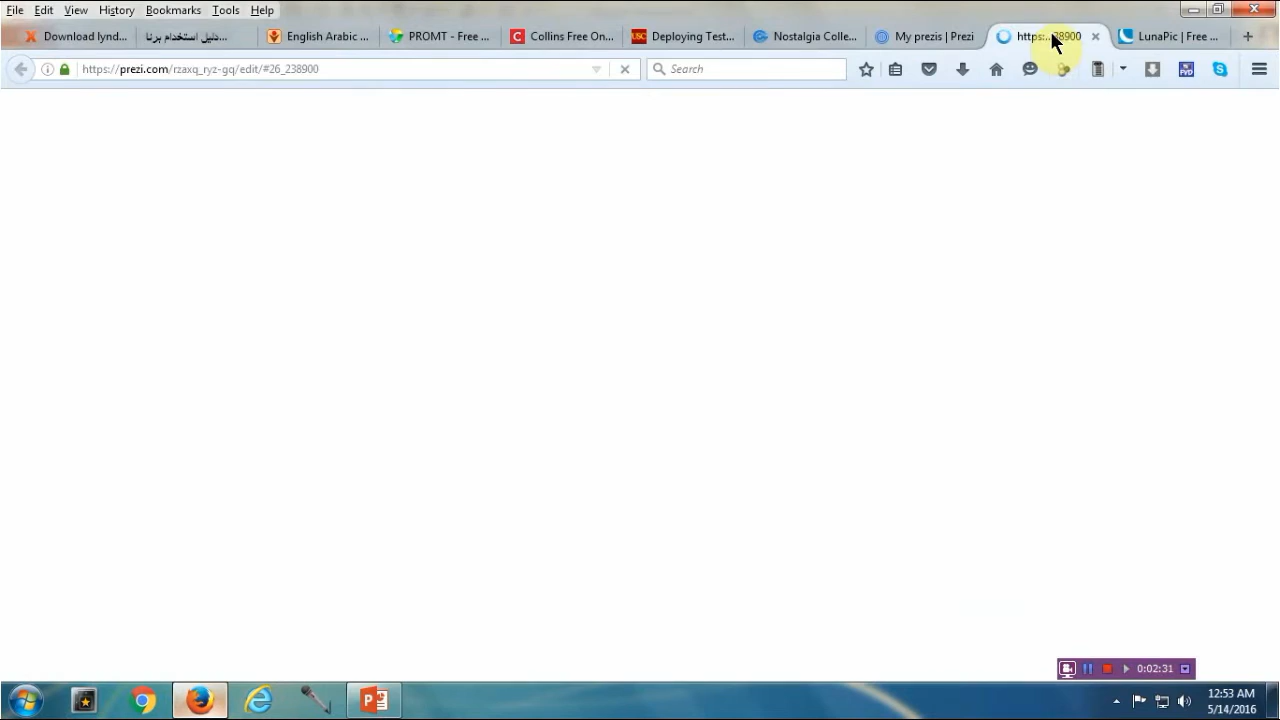 File Edit View History Bookmarks Tools Help
Download lynd... دليل استخدام برنا... English Arabic ... PROMT - Free ... Collins Free On... USC Deploying Test... Nostalgia Colle... My prezis | Prezi https:...38900 LunaPic | Free ...
https://prezi.com/rzaxq_ryz-gq/edit/#26_238900 Search
0:02:31
12:53 AM
5/14/2016